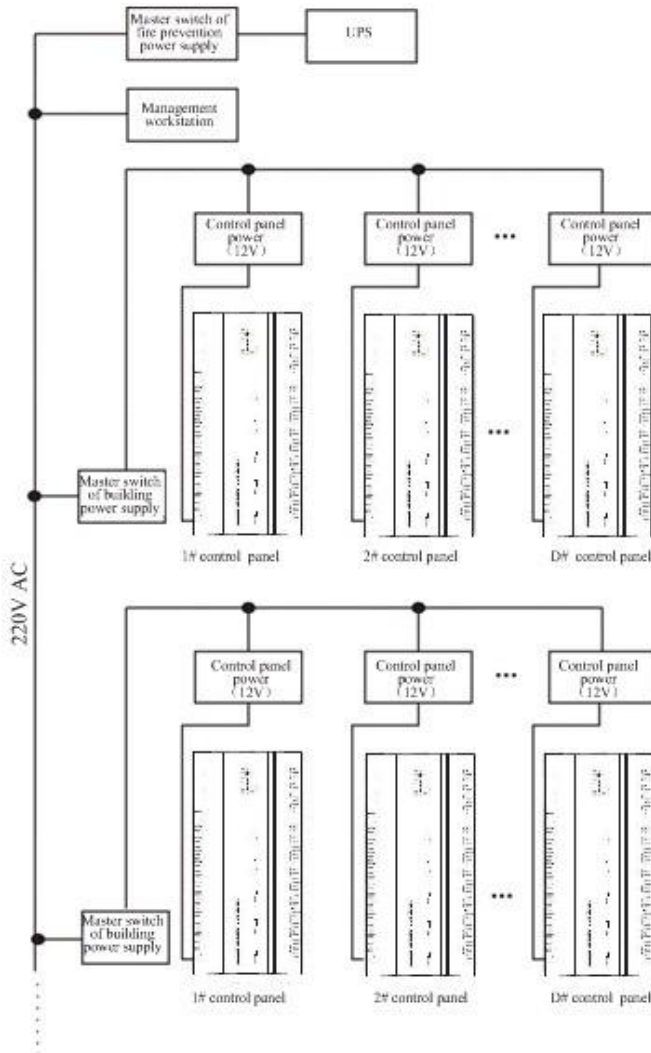 Master switch of
fire prevention
power supply
UPS
Management
workstation
Control panel
power
(12V)
Control panel
power
(12V)
...
Control panel
power
(12V)
...
Master switch
of building
power supply
1# control panel
2# control panel
D# control panel
220V AC
Control panel
power
(12V)
Control panel
power
(12V)
...
Control panel
power
(12V)
...
Master switch
of building
power supply
1# control panel
2# control panel
D# control panel